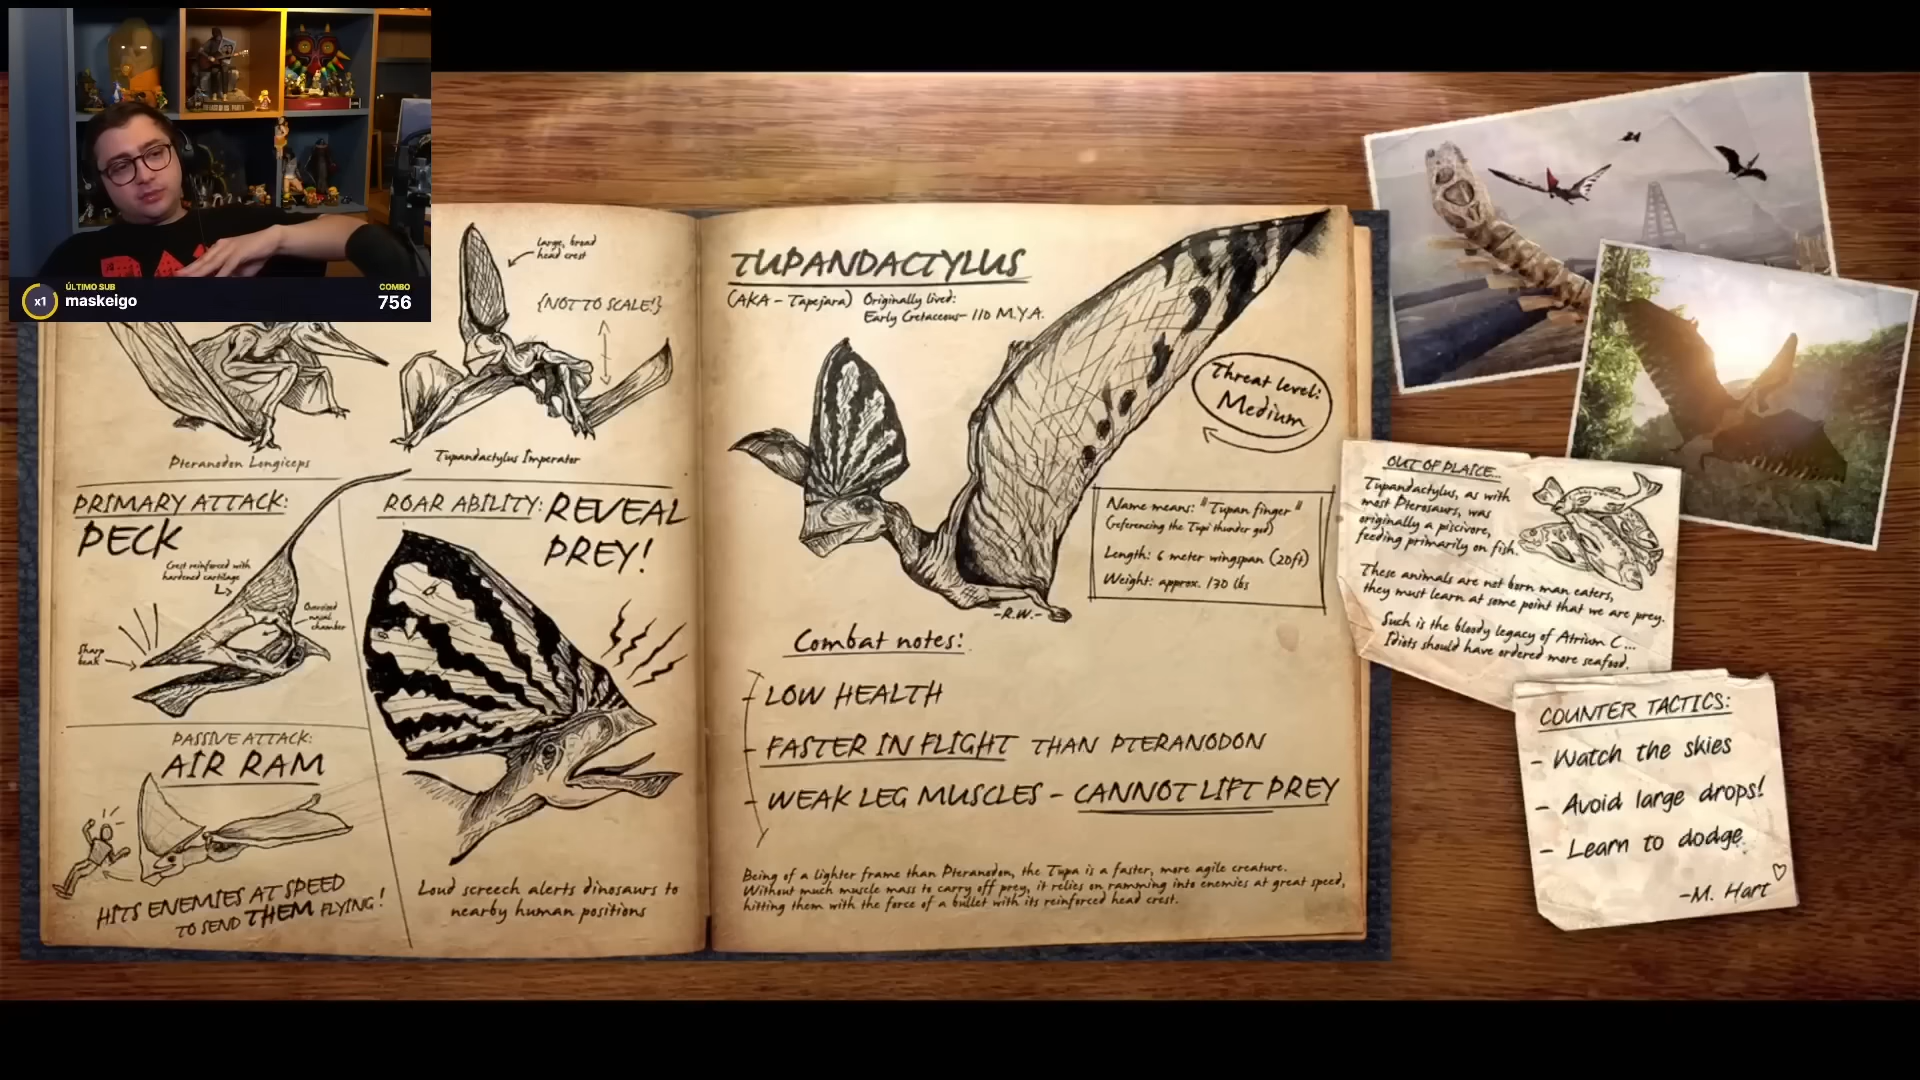 x1
ÚLTIMO SUB
maskeigo
COMBO
756
large, broad
head crest
{NOT TO SCALE!}
Pteranodon Longiceps
Tupandactylus Imperator
PRIMARY ATTACK:
PECK
Crest reinforced with
hardened cartilage
Oversized
nasal
chamber
Sharp
beak
ROAR ABILITY: REVEAL
PREY!
PASSIVE ATTACK:
AIR RAM
HITS ENEMIES AT SPEED
TO SEND THEM FLYING!
Loud screech alerts dinosaurs to
nearby human positions
TUPANDACTYLUS
(AKA - Tapejara) Originally lived:
Early Cretaceous - 110 M.Y.A.
Threat level:
Medium
Name means: "Tupan finger"
(referencing the Tupi thunder god)
Length: 6 meter wingspan (20ft)
Weight: approx. 130 lbs
-R.W.-
Combat notes:
- LOW HEALTH
- FASTER IN FLIGHT THAN PTERANODON
- WEAK LEG MUSCLES - CANNOT LIFT PREY
Being of a lighter frame than Pteranodon, the Tupa is a faster, more agile creature.
Without much muscle mass to carry off prey, it relies on ramming into enemies at great speed,
hitting them with the force of a bullet with its reinforced head crest.
OUT OF PLAICE...
Tupandactylus, as with
most Pterosaurs, was
originally a piscivore,
feeding primarily on fish.
These animals are not born man eaters,
they must learn at some point that we are prey.
Such is the bloody legacy of Atrium C...
Idiots should have ordered more seafood.
COUNTER TACTICS:
- Watch the skies
- Avoid large drops!
- Learn to dodge
-M. Hart